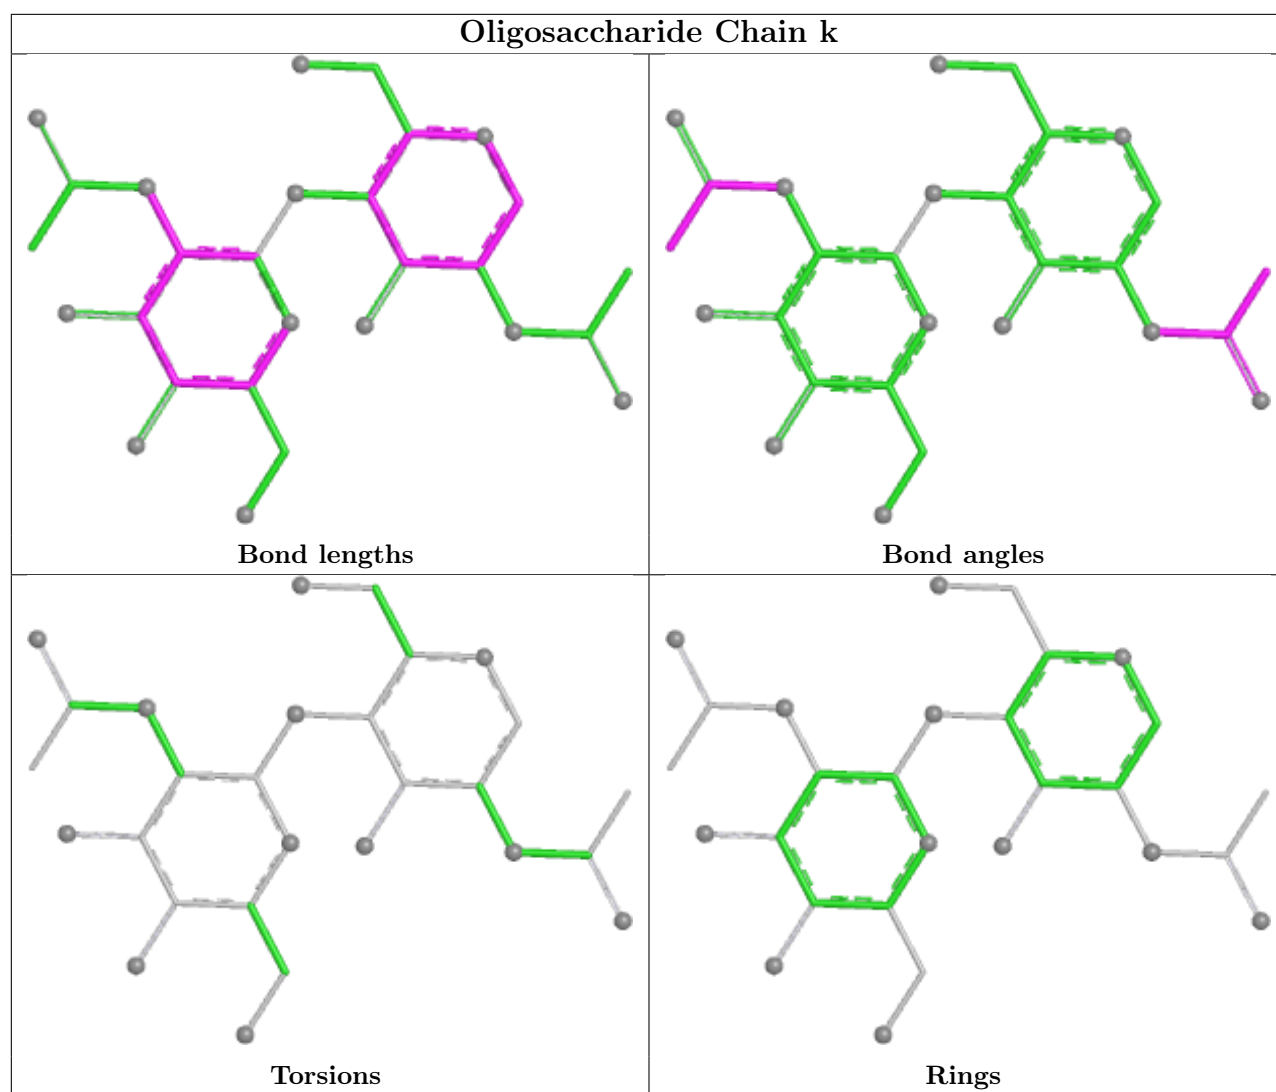 Oligosaccharide Chain k
Bond lengths
Bond angles
Torsions
Rings